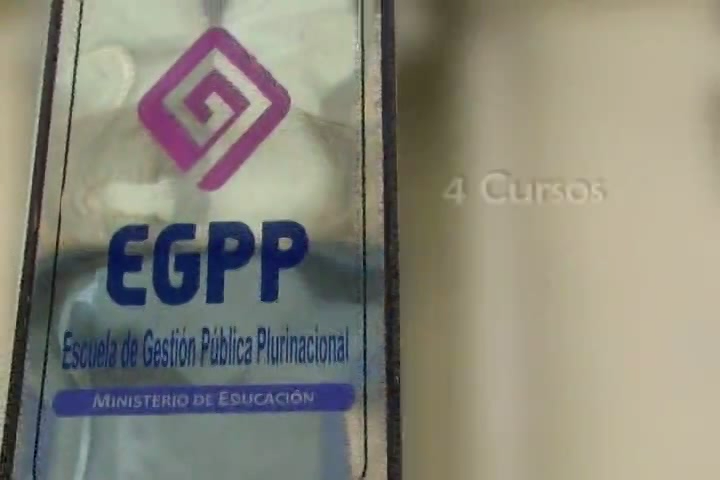 EGPP
Escuela de Gestión Pública Plurinacional
MINISTERIO DE EDUCACIÓN
4 Cursos